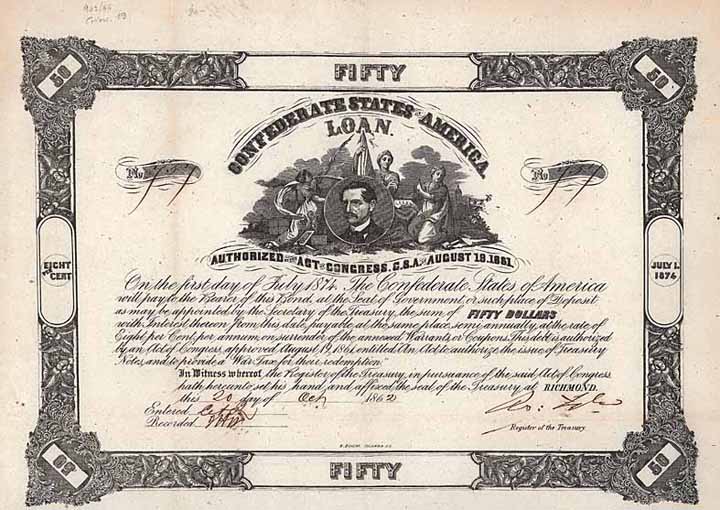 50 FIFTY 50
CONFEDERATE STATES OF AMERICA
LOAN.
No 77 No 77
AUTHORIZED BY THE ACT OF CONGRESS, C.S.A. OF AUGUST 19. 1861.
EIGHT PER CENT
JULY 1. 1874
On the first day of July 1874. The Confederate States of America
will pay to the Bearer of this Bond, at the Seat of Government, or such place of Deposit
as may be appointed by the Secretary of the Treasury, the sum of FIFTY DOLLARS
with Interest thereon from this date, payable at the same place semi annually, at the rate of
Eight per Cent, per annum, on surrender of the annexed Warrants or Coupons. This debt is authorized
by an Act of Congress, approved August 19, 1861, entitled An Act to authorize the issue of Treasury
Notes, and to provide a War Tax for their redemption.
In Witness whereof, the Register of the Treasury, in pursuance of the said Act of Congress
hath hereunto set his hand and affixed the seal of the Treasury, at RICHMOND.
this 20 day of Oct 1862
Entered
Recorded
Ro: Tyler
Register of the Treasury
50 FIFTY 50